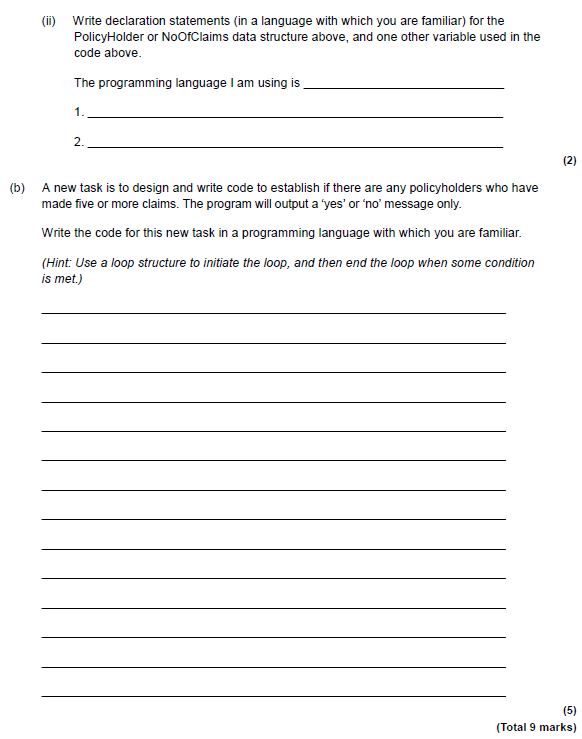 (ii) Write declaration statements (in a language with which you are familiar) for the
PolicyHolder or NoOfClaims data structure above, and one other variable used in the
code above.
The programming language I am using is
1.
2.
(2)
(b) A new task is to design and write code to establish if there are any policyholders who have
made five or more claims. The program will output a ‘yes’ or ‘no’ message only.
Write the code for this new task in a programming language with which you are familiar.
(Hint: Use a loop structure to initiate the loop, and then end the loop when some condition
is met.)
(5)
(Total 9 marks)